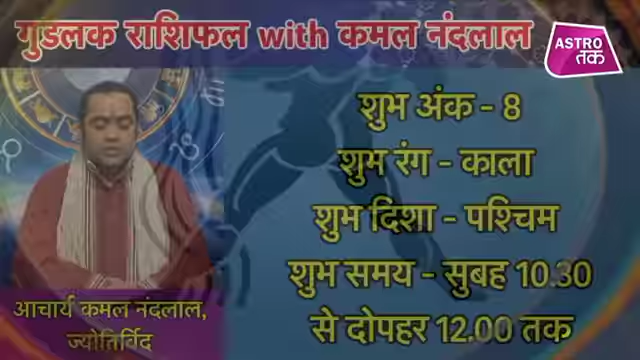 गुडलक राशिफल with कमल नंदलाल
ASTRO
तक
शुभ अंक - 8
शुभ रंग - काला
शुभ दिशा - पश्चिम
शुभ समय - सुबह 10.30
से दोपहर 12.00 तक
आचार्य कमल नंदलाल,
ज्योतिर्विद